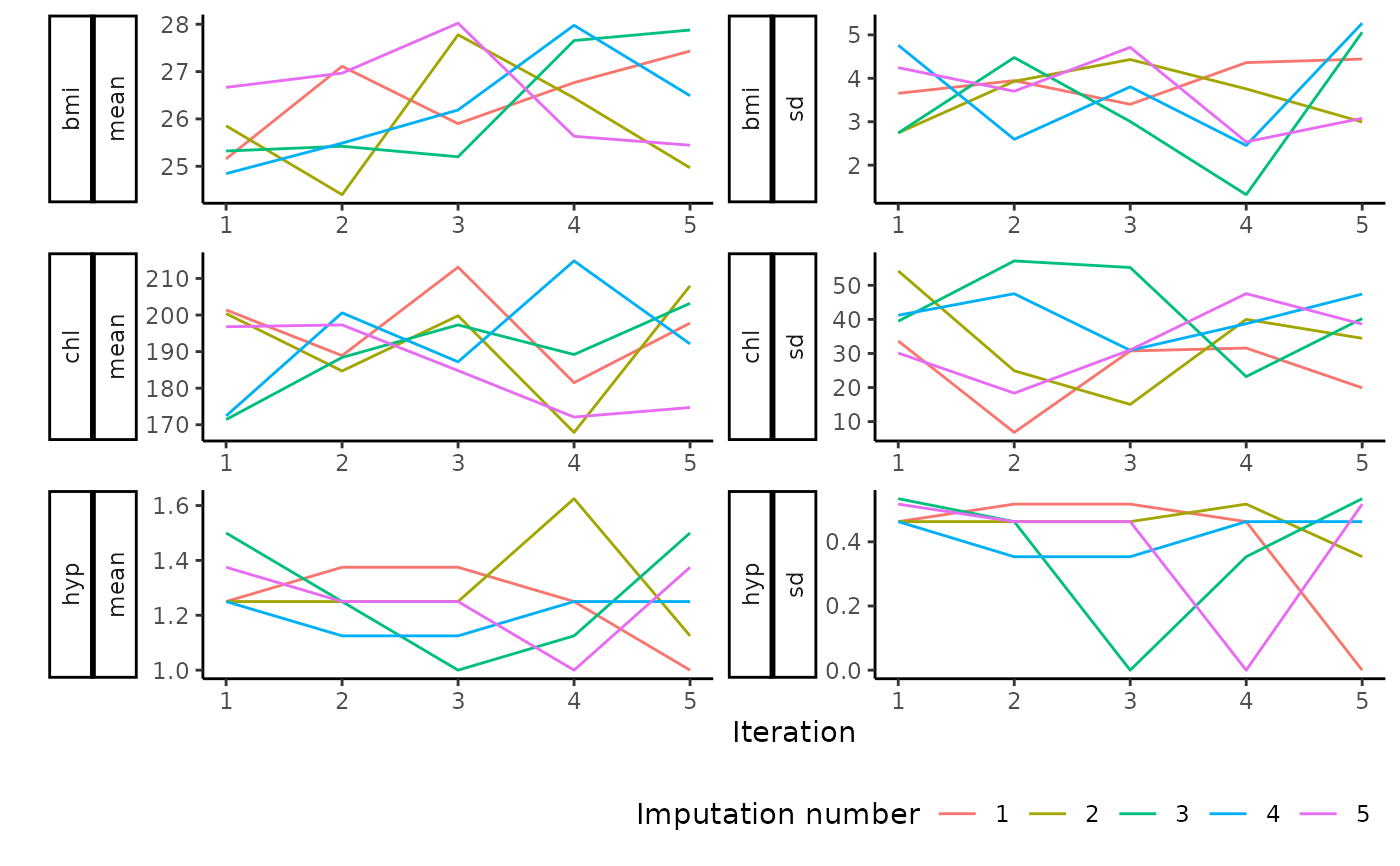 bmi
mean
28
27
26
25
1 2 3 4 5
bmi
sd
5
4
3
2
1 2 3 4 5
chl
mean
210
200
190
180
170
1 2 3 4 5
chl
sd
50
40
30
20
10
1 2 3 4 5
hyp
mean
1.6
1.4
1.2
1.0
1 2 3 4 5
hyp
sd
0.4
0.2
0.0
1 2 3 4 5
Iteration
Imputation number 1 2 3 4 5